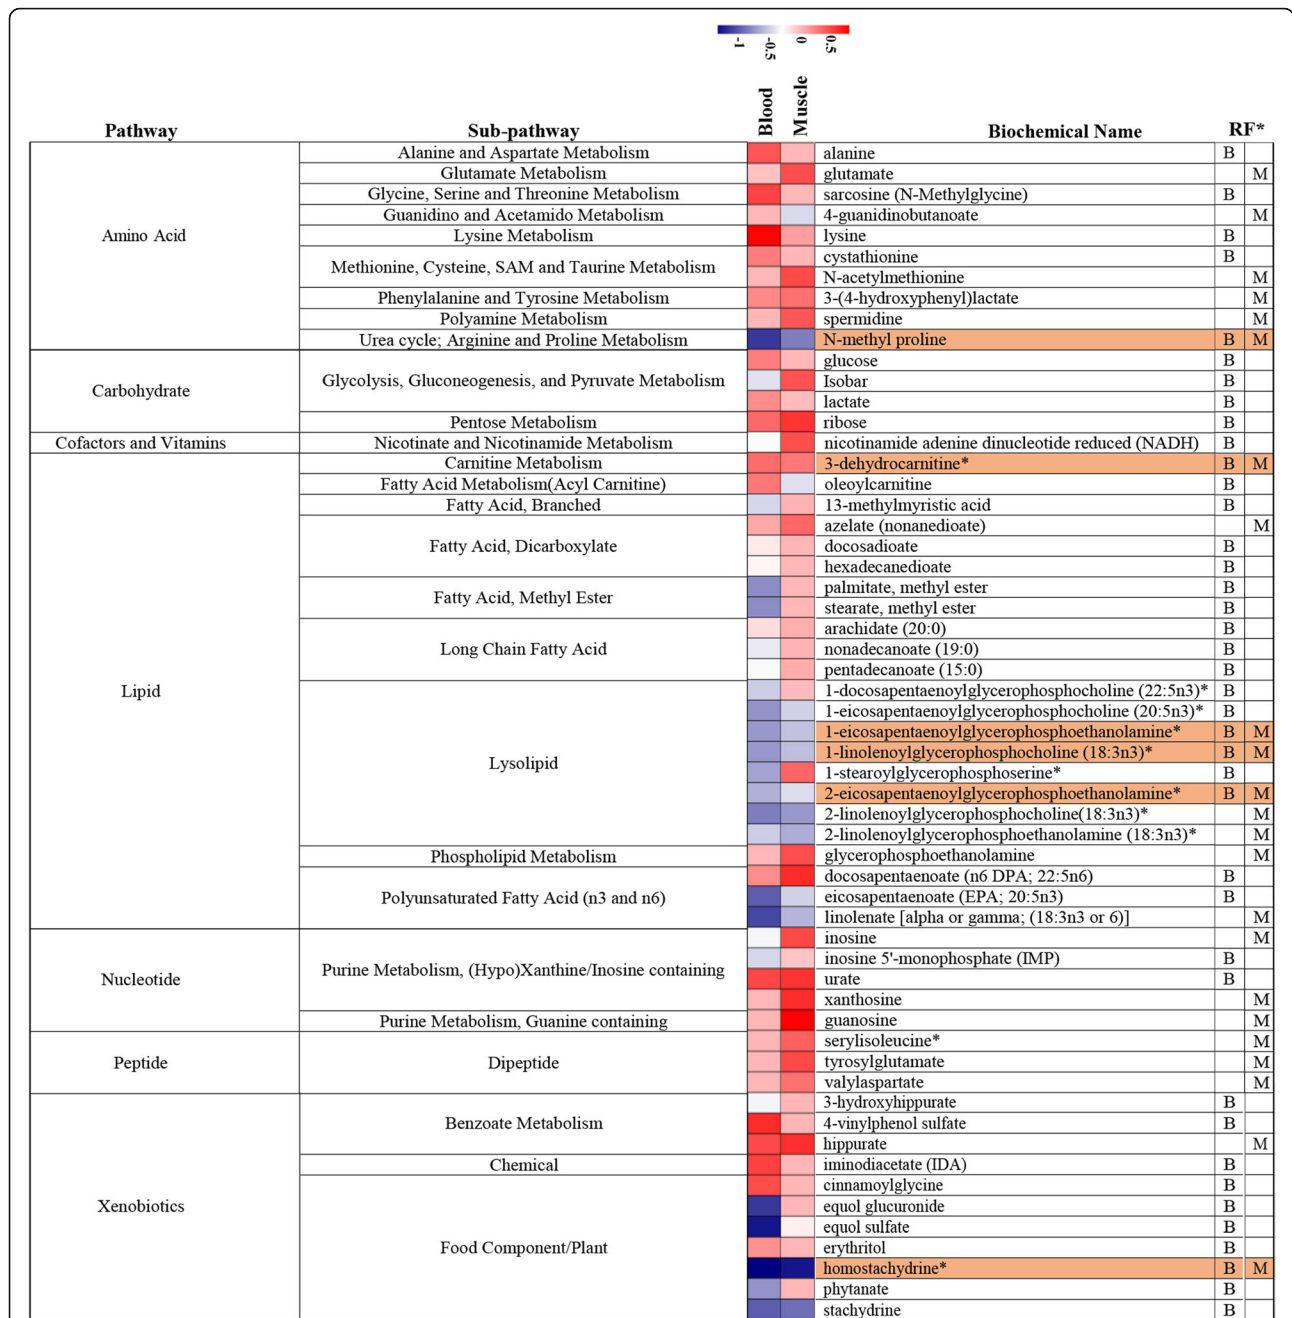 -1 -0.5 0 0.5
Pathway Sub-pathway Blood Muscle Biochemical Name RF*
Amino Acid
Alanine and Aspartate Metabolism alanine B
Glutamate Metabolism glutamate M
Glycine, Serine and Threonine Metabolism sarcosine (N-Methylglycine) B
Guanidino and Acetamido Metabolism 4-guanidinobutanoate M
Lysine Metabolism lysine B
Methionine, Cysteine, SAM and Taurine Metabolism cystathionine B
N-acetylmethionine M
Phenylalanine and Tyrosine Metabolism 3-(4-hydroxyphenyl)lactate M
Polyamine Metabolism spermidine M
Urea cycle; Arginine and Proline Metabolism N-methyl proline B M
Carbohydrate
Glycolysis, Gluconeogenesis, and Pyruvate Metabolism glucose B
Isobar B
lactate B
Pentose Metabolism ribose B
Cofactors and Vitamins Nicotinate and Nicotinamide Metabolism nicotinamide adenine dinucleotide reduced (NADH) B
Lipid
Carnitine Metabolism 3-dehydrocarnitine* B M
Fatty Acid Metabolism(Acyl Carnitine) oleoylcarnitine B
Fatty Acid, Branched 13-methylmyristic acid B
Fatty Acid, Dicarboxylate azelate (nonanedioate) M
docosadioate B
hexadecanedioate B
Fatty Acid, Methyl Ester palmitate, methyl ester B
stearate, methyl ester B
Long Chain Fatty Acid arachidate (20:0) B
nonadecanoate (19:0) B
pentadecanoate (15:0) B
Lysolipid 1-docosapentaenoylglycerophosphocholine (22:5n3)* B
1-eicosapentaenoylglycerophosphocholine (20:5n3)* B
1-eicosapentaenoylglycerophosphoethanolamine* B M
1-linolenoylglycerophosphocholine (18:3n3)* B M
1-stearoylglycerophosphoserine* B
2-eicosapentaenoylglycerophosphoethanolamine* B M
2-linolenoylglycerophosphocholine(18:3n3)* M
2-linolenoylglycerophosphoethanolamine (18:3n3)* M
Phospholipid Metabolism glycerophosphoethanolamine M
Polyunsaturated Fatty Acid (n3 and n6) docosapentaenoate (n6 DPA; 22:5n6) B
eicosapentaenoate (EPA; 20:5n3) B
linolenate [alpha or gamma; (18:3n3 or 6)] M
Nucleotide
Purine Metabolism, (Hypo)Xanthine/Inosine containing inosine M
inosine 5'-monophosphate (IMP) B
urate B
xanthosine M
Purine Metabolism, Guanine containing guanosine M
Peptide Dipeptide serylisoleucine* M
tyrosylglutamate M
valylaspartate M
Xenobiotics
Benzoate Metabolism 3-hydroxyhippurate B
4-vinylphenol sulfate B
hippurate M
Chemical iminodiacetate (IDA) B
Food Component/Plant cinnamoylglycine B
equol glucuronide B
equol sulfate B
erythritol B
homostachydrine* B M
phytanate B
stachydrine B